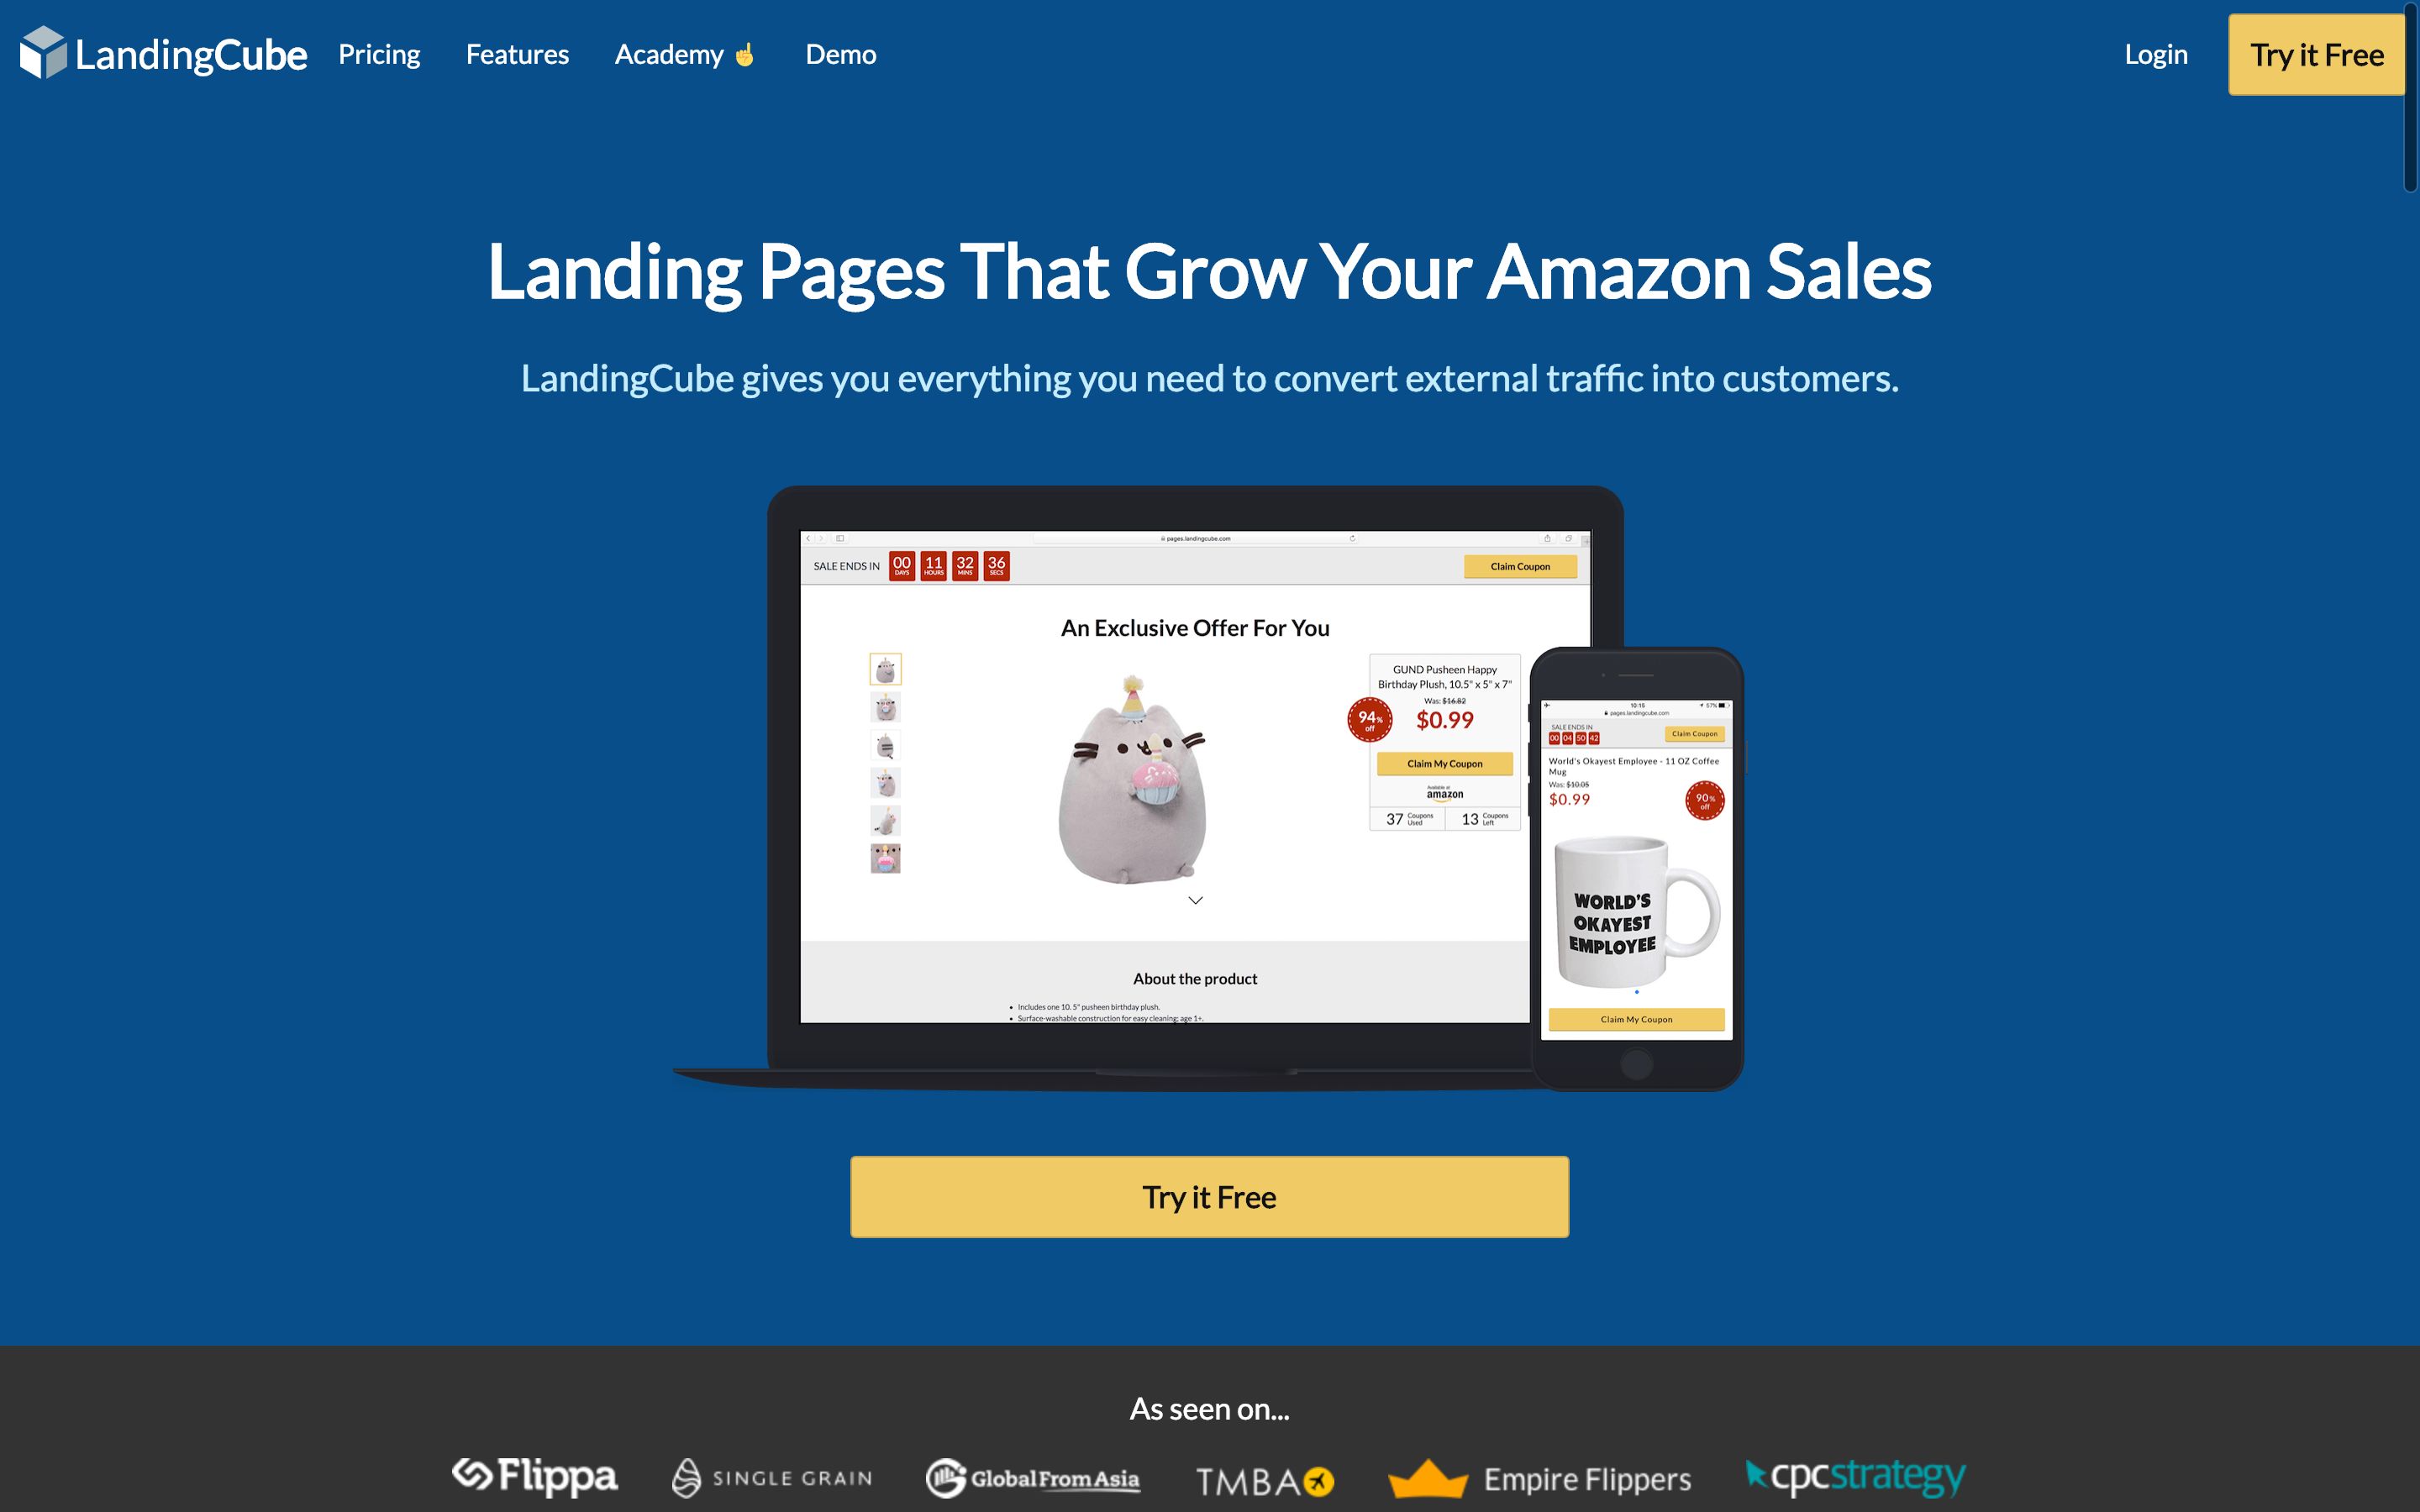 LandingCube
Pricing
Features
Academy ☝
Demo
Login
Try it Free
Landing Pages That Grow Your Amazon Sales
LandingCube gives you everything you need to convert external traffic into customers.
pages.landingcube.com
SALE ENDS IN
00 DAYS
11 HOURS
32 MINS
36 SECS
Claim Coupon
An Exclusive Offer For You
GUND Pusheen Happy
Birthday Plush, 10.5" x 5" x 7"
Was: $16.82
94% off
$0.99
Claim My Coupon
Available at
amazon
37 Coupons Used
13 Coupons Left
About the product
• Includes one 10. 5" pusheen birthday plush.
• Surface-washable construction for easy cleaning; age 1+.
10:15
57%
pages.landingcube.com
SALE ENDS IN
00 04 50 42
Claim Coupon
World's Okayest Employee - 11 OZ Coffee
Mug
Was: $10.05
$0.99
90% off
WORLD'S
OKAYEST
EMPLOYEE
Claim My Coupon
Try it Free
As seen on...
Flippa
SINGLE GRAIN
GlobalFromAsia
TMBA
Empire Flippers
cpcstrategy